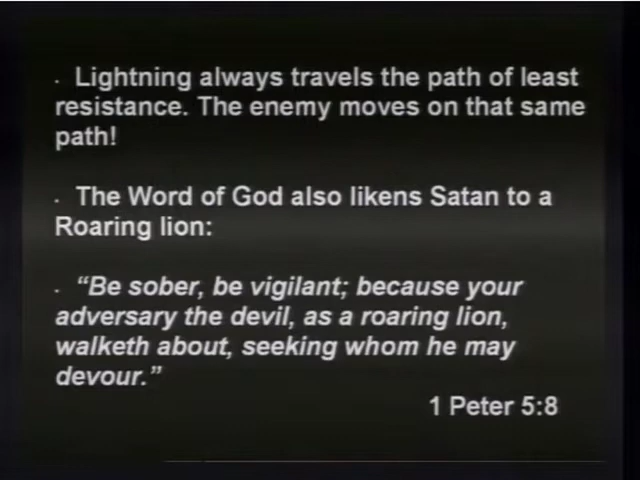 · Lightning always travels the path of least
resistance. The enemy moves on that same
path!
· The Word of God also likens Satan to a
Roaring lion:
· “Be sober, be vigilant; because your
adversary the devil, as a roaring lion,
walketh about, seeking whom he may
devour.”
1 Peter 5:8